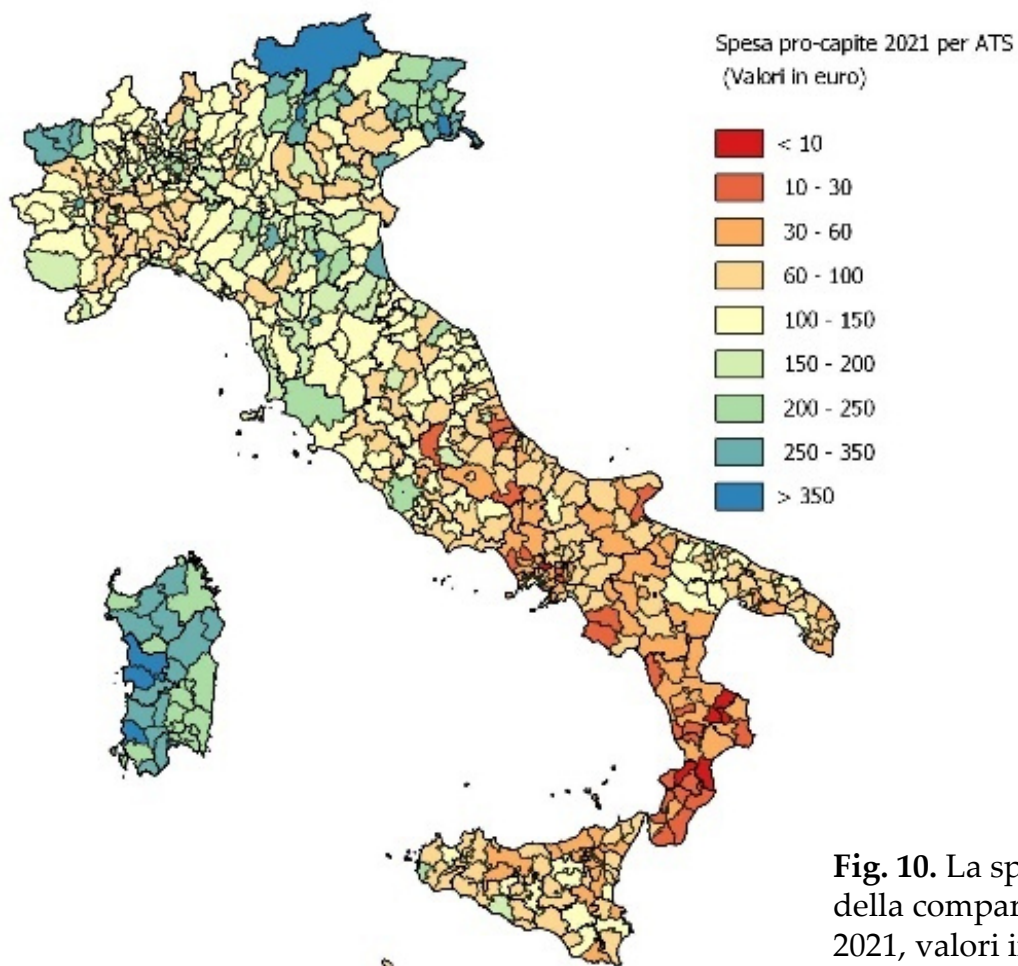 Spesa pro-capite 2021 per ATS
(Valori in euro)
< 10
10 - 30
30 - 60
60 - 100
100 - 150
150 - 200
200 - 250
250 - 350
> 350
Fig. 10. La sp
della compar
2021, valori i